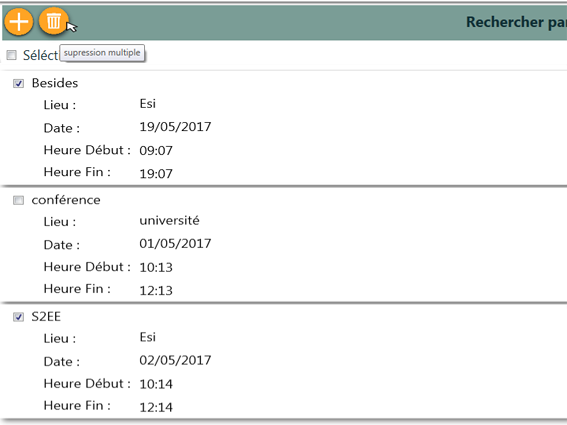 Rechercher par
Séléct
supression multiple
Besides
Lieu : Esi
Date : 19/05/2017
Heure Début : 09:07
Heure Fin : 19:07
conférence
Lieu : université
Date : 01/05/2017
Heure Début : 10:13
Heure Fin : 12:13
S2EE
Lieu : Esi
Date : 02/05/2017
Heure Début : 10:14
Heure Fin : 12:14